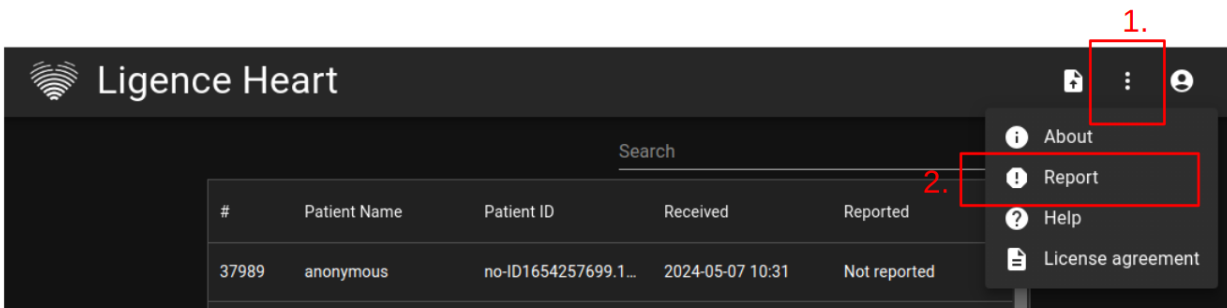 1.
Ligence Heart
About
Search
2.
Report
# Patient Name Patient ID Received Reported
Help
37989 anonymous no-ID1654257699.1... 2024-05-07 10:31 Not reported
License agreement